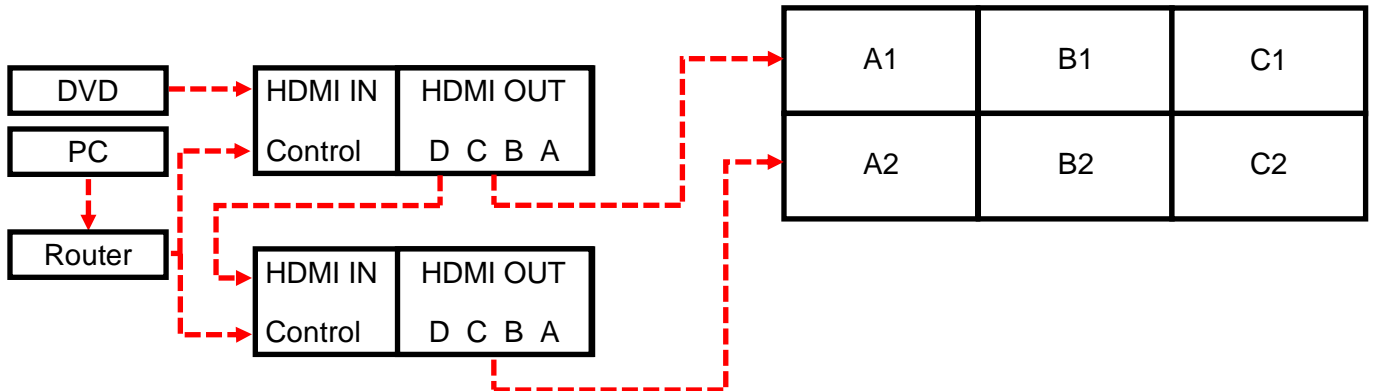 DVD
PC
Router
HDMI IN
Control
HDMI OUT
D C B A
HDMI IN
Control
HDMI OUT
D C B A
A1 B1 C1
A2 B2 C2